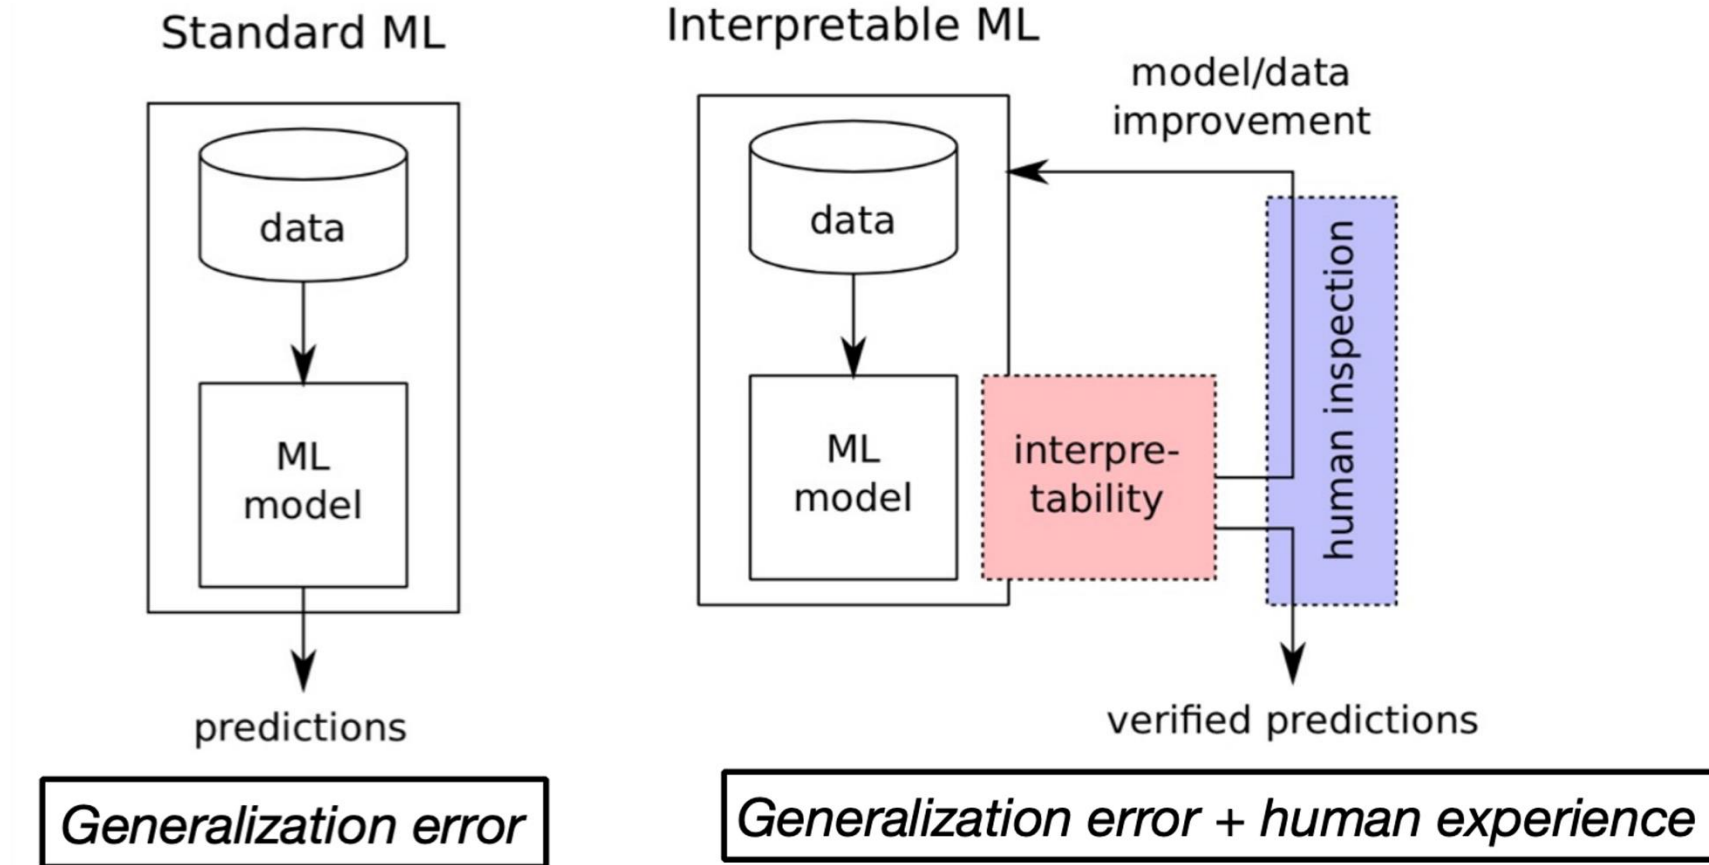 Standard ML
data
ML
model
predictions
Generalization error
Interpretable ML
model/data
improvement
data
ML
model
interpre-
tability
human inspection
verified predictions
Generalization error + human experience